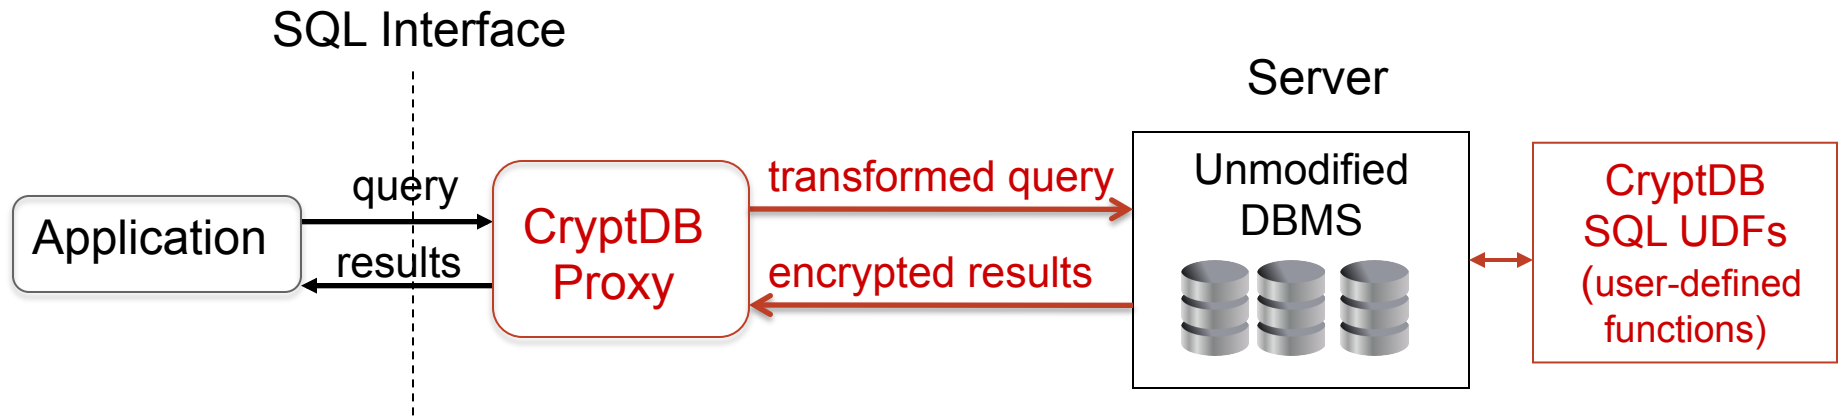 SQL Interface
Server
Application
query
results
CryptDB
Proxy
transformed query
encrypted results
Unmodified
DBMS
CryptDB
SQL UDFs
(user-defined
functions)